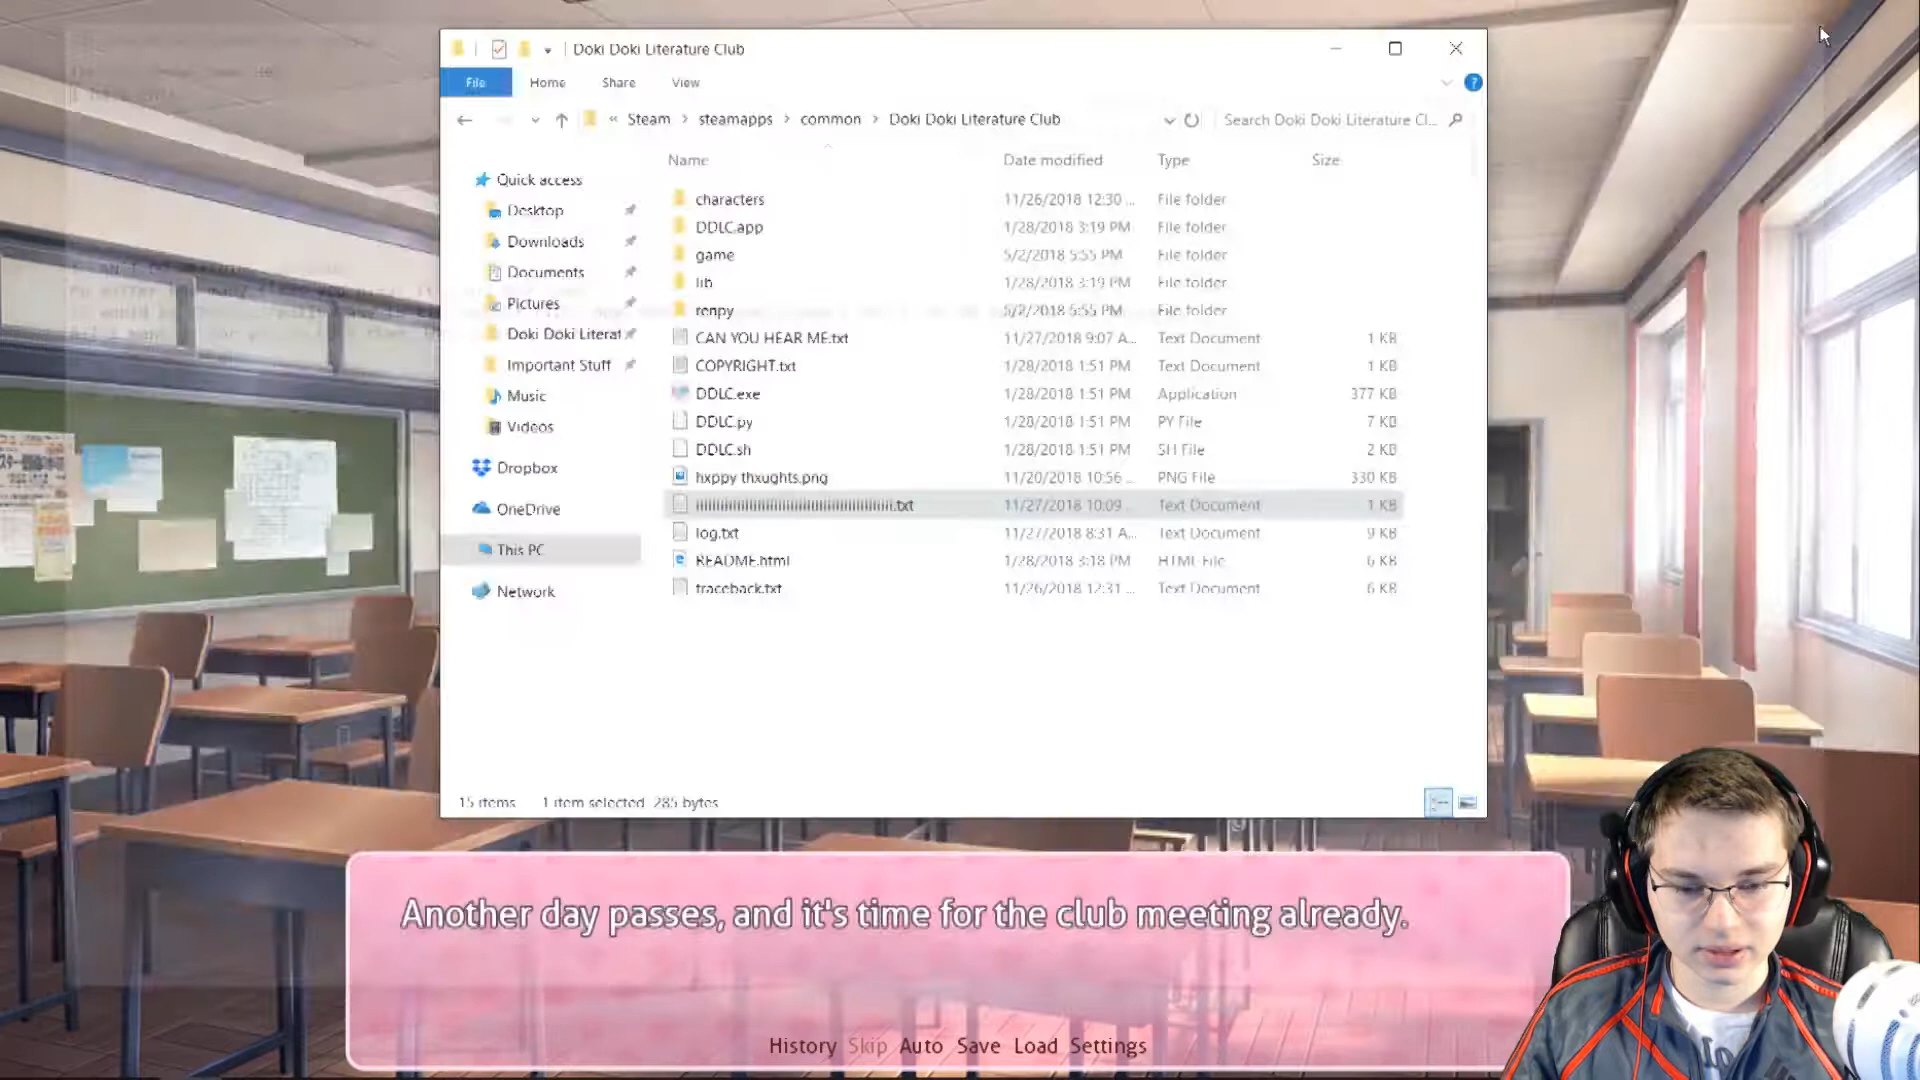 Doki Doki Literature Club
File Home Share View
« Steam › steamapps › common › Doki Doki Literature Club
Search Doki Doki Literature Cl...
Name Date modified Type Size
Quick access
Desktop
Downloads
Documents
Pictures
Doki Doki Literat
Important Stuff
Music
Videos
Dropbox
OneDrive
This PC
Network
characters 11/26/2018 12:30 ... File folder
DDLC.app 1/28/2018 3:19 PM File folder
game 5/2/2018 5:55 PM File folder
lib 1/28/2018 3:19 PM File folder
renpy 5/2/2018 5:55 PM File folder
CAN YOU HEAR ME.txt 11/27/2018 9:07 A... Text Document 1 KB
COPYRIGHT.txt 1/28/2018 1:51 PM Text Document 1 KB
DDLC.exe 1/28/2018 1:51 PM Application 377 KB
DDLC.py 1/28/2018 1:51 PM PY File 7 KB
DDLC.sh 1/28/2018 1:51 PM SH File 2 KB
hxppy thxughts.png 11/20/2018 10:56 ... PNG File 330 KB
.txt 11/27/2018 10:09 ... Text Document 1 KB
log.txt 11/27/2018 8:31 A... Text Document 9 KB
README.html 1/28/2018 3:18 PM HTML File 6 KB
traceback.txt 11/26/2018 12:31 ... Text Document 6 KB
15 items 1 item selected 285 bytes
Another day passes, and it's time for the club meeting already.
History Skip Auto Save Load Settings